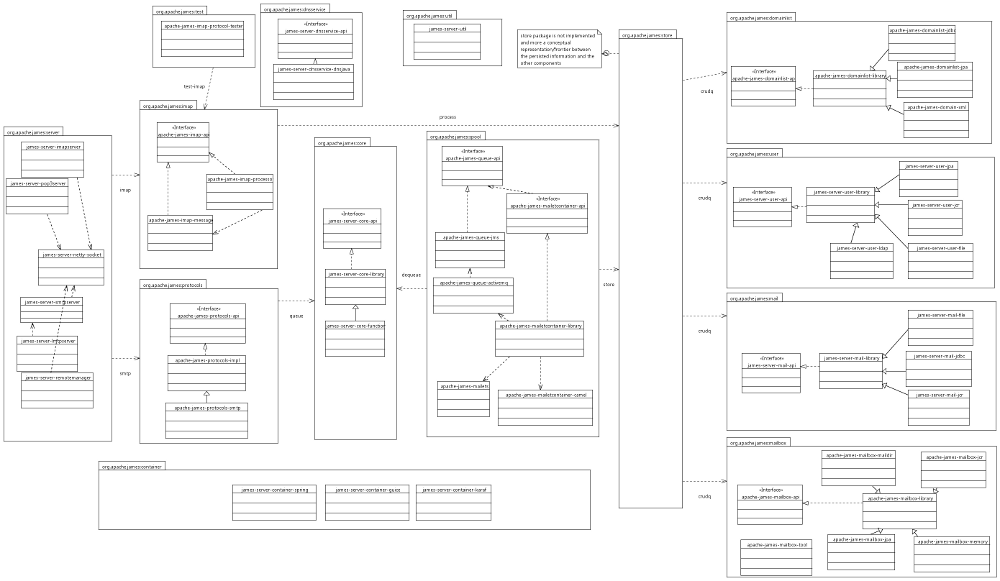 org.apache.james.test
apache-james-imap-protocol-tester
org.apache.james.dnsservice
«Interface»
james-server-dnsservice-api
james-server-dnsservice-dnsjava
org.apache.james.util
james-server-util
store package is not implemented
and more a conceptual
representation/frontier between
the persisted information and the
other components
org.apache.james.store
org.apache.james.domainlist
«Interface»
apache-james-domainlist-api
apache-james-domainlist-library
apache-james-domainlist-jdbc
apache-james-domainlist-jpa
apache-james-domain-xml
test-imap
crudq
org.apache.james.server
james-server-imapserver
james-server-pop3server
james-server-netty-socket
james-server-smtpserver
james-server-lmtpserver
james-server-remotemanager
imap
smtp
org.apache.james.imap
«Interface»
apache-james-imap-api
apache-james-imap-processor
apache-james-imap-message
process
org.apache.james.protocols
«Interface»
apache-james-protocols-api
apache-james-protocols-impl
apache-james-protocols-smtp
queue
org.apache.james.core
«Interface»
james-server-core-api
james-server-core-library
james-server-core-function
dequeue
org.apache.james.spool
«Interface»
apache-james-queue-api
«Interface»
apache-james-mailetcontainer-api
apache-james-queue-jms
apache-james-queue-activemq
apache-james-mailetcontainer-library
apache-james-mailets
apache-james-mailetcontainer-camel
store
org.apache.james.user
«Interface»
james-server-user-api
james-server-user-library
james-server-user-jpa
james-server-user-jcr
james-server-user-ldap
james-server-user-file
crudq
org.apache.james.mail
«Interface»
james-server-mail-api
james-server-mail-library
james-server-mail-file
james-server-mail-jdbc
james-server-mail-jcr
crudq
org.apache.james.mailbox
«Interface»
apache-james-mailbox-api
apache-james-mailbox-maildir
apache-james-mailbox-jcr
apache-james-mailbox-library
apache-james-mailbox-tool
apache-james-mailbox-jpa
apache-james-mailbox-memory
crudq
org.apache.james.container
james-server-container-spring
james-server-container-guice
james-server-container-karaf